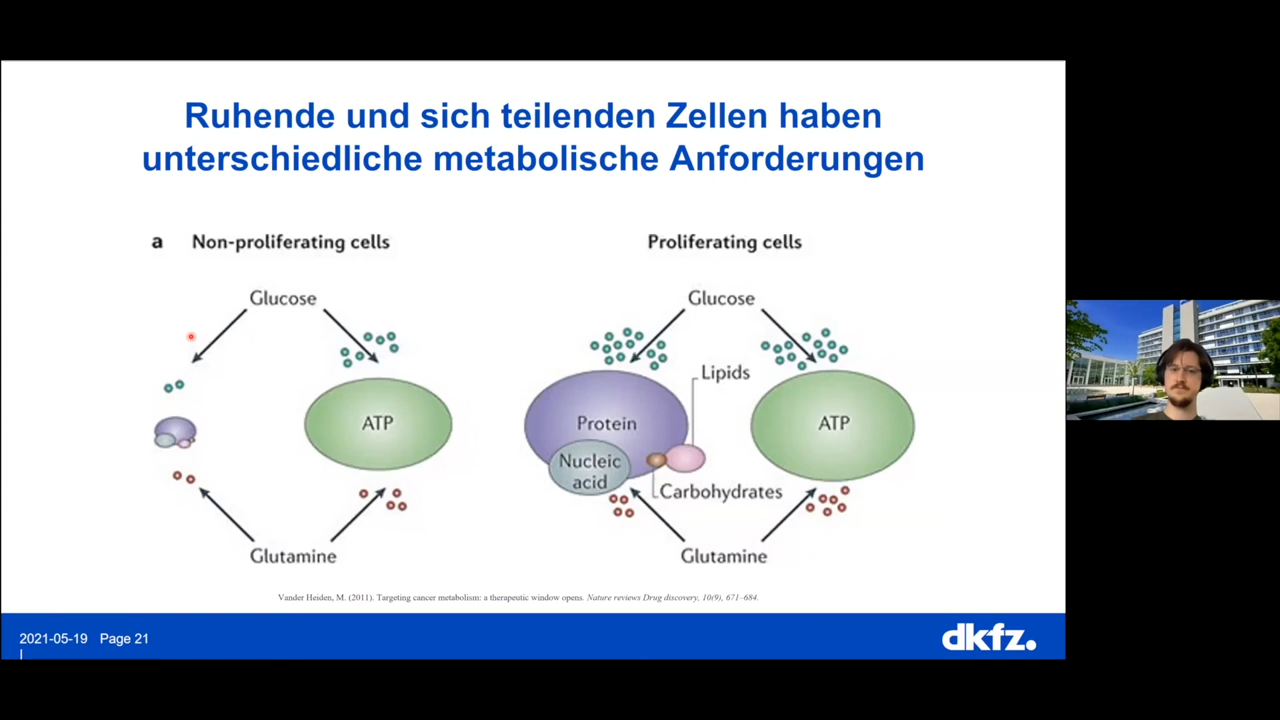 Ruhende und sich teilenden Zellen haben
unterschiedliche metabolische Anforderungen
a Non-proliferating cells
Glucose
ATP
Glutamine
Proliferating cells
Glucose
Lipids
Protein
ATP
Nucleic
acid
Carbohydrates
Glutamine
Vander Heiden, M. (2011). Targeting cancer metabolism: a therapeutic window opens. Nature reviews Drug discovery, 10(9), 671–684.
2021-05-19 Page 21
|
dkfz.